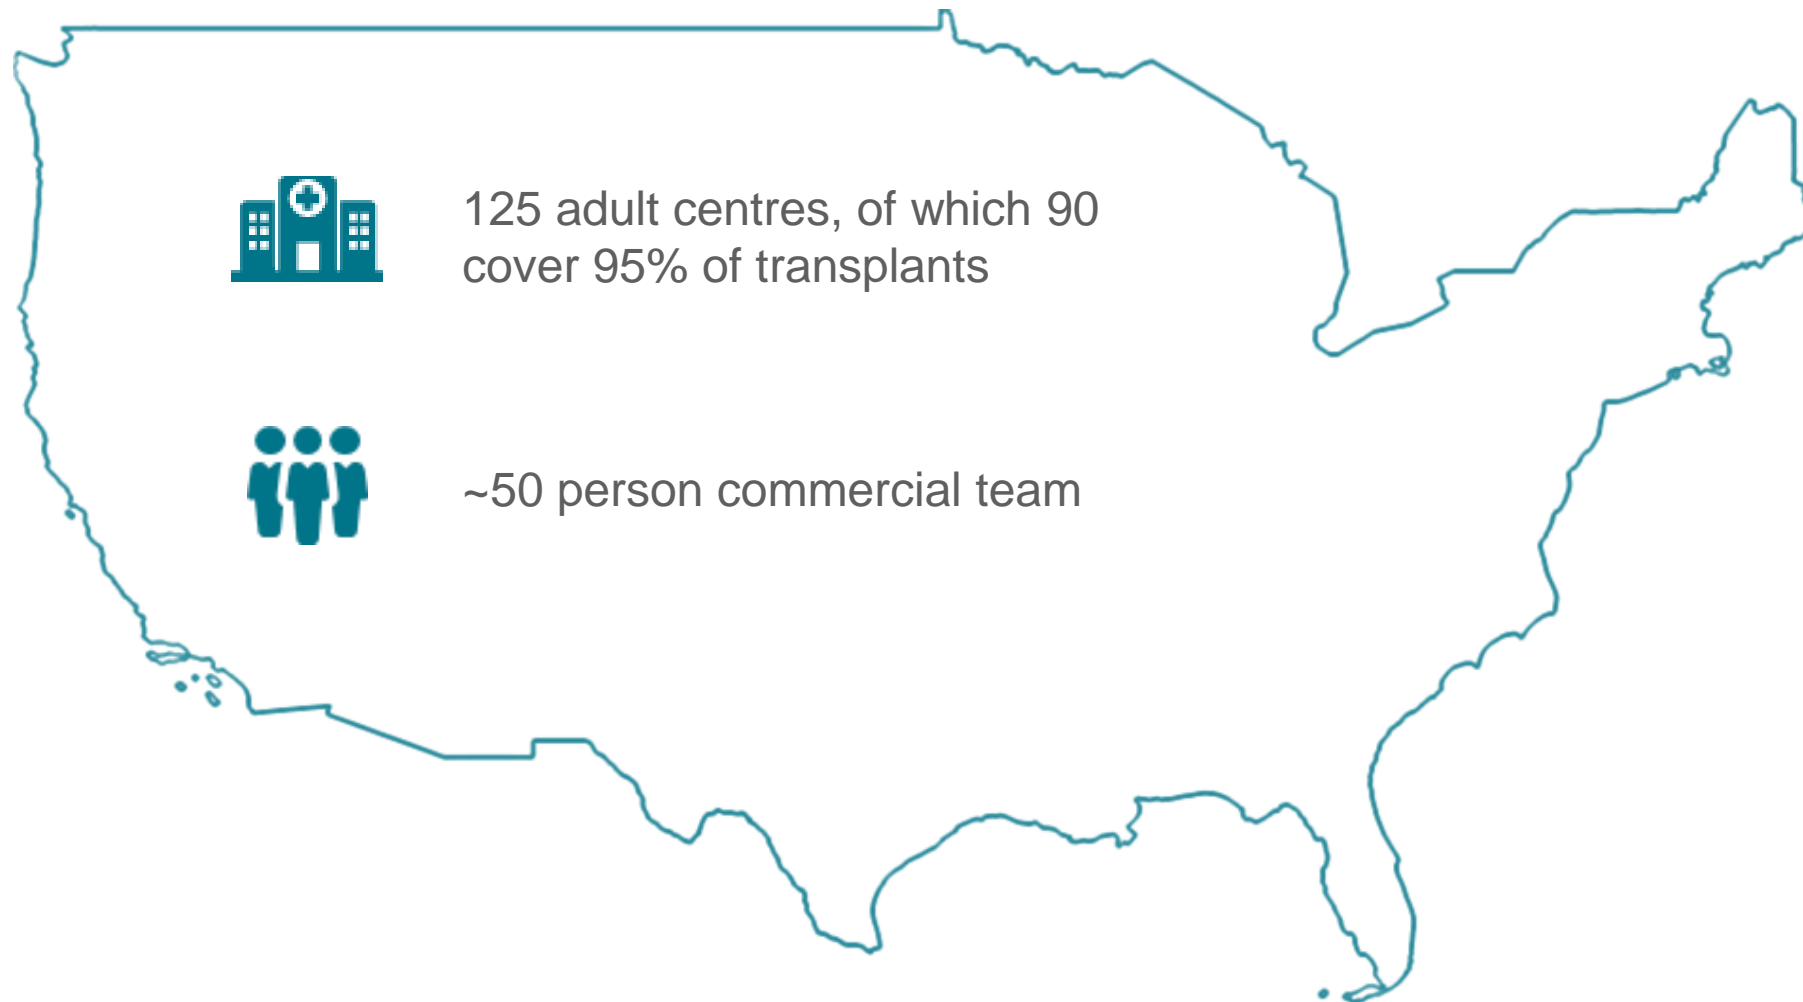 125 adult centres, of which 90
cover 95% of transplants
~50 person commercial team